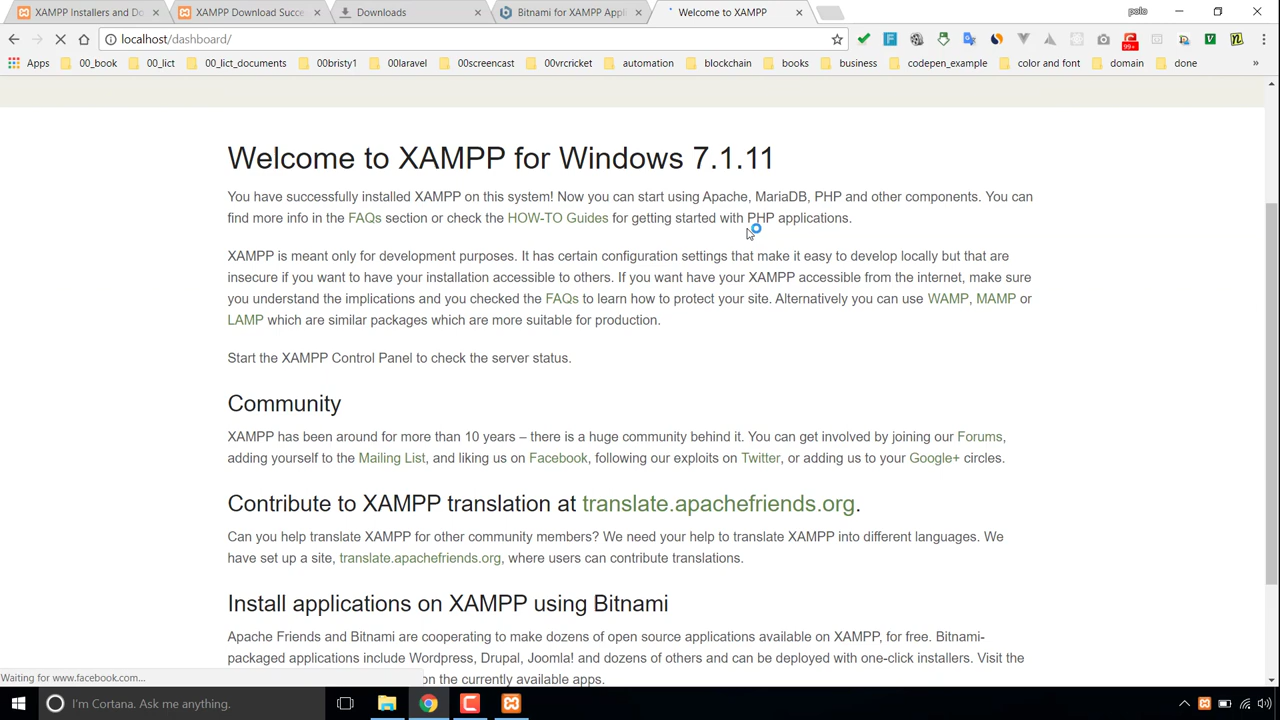 XAMPP Installers and Do
XAMPP Download Succe
Downloads
Bitnami for XAMPP Appli
Welcome to XAMPP
polo
localhost/dashboard/
99+
Apps
00_book
00_lict
00_lict_documents
00bristy1
00laravel
00screencast
00vrcricket
automation
blockchain
books
business
codepen_example
color and font
domain
done
»
Welcome to XAMPP for Windows 7.1.11
You have successfully installed XAMPP on this system! Now you can start using Apache, MariaDB, PHP and other components. You can
find more info in the FAQs section or check the HOW-TO Guides for getting started with PHP applications.
XAMPP is meant only for development purposes. It has certain configuration settings that make it easy to develop locally but that are
insecure if you want to have your installation accessible to others. If you want have your XAMPP accessible from the internet, make sure
you understand the implications and you checked the FAQs to learn how to protect your site. Alternatively you can use WAMP, MAMP or
LAMP which are similar packages which are more suitable for production.
Start the XAMPP Control Panel to check the server status.
Community
XAMPP has been around for more than 10 years – there is a huge community behind it. You can get involved by joining our Forums,
adding yourself to the Mailing List, and liking us on Facebook, following our exploits on Twitter, or adding us to your Google+ circles.
Contribute to XAMPP translation at translate.apachefriends.org.
Can you help translate XAMPP for other community members? We need your help to translate XAMPP into different languages. We
have set up a site, translate.apachefriends.org, where users can contribute translations.
Install applications on XAMPP using Bitnami
Apache Friends and Bitnami are cooperating to make dozens of open source applications available on XAMPP, for free. Bitnami-
packaged applications include Wordpress, Drupal, Joomla! and dozens of others and can be deployed with one-click installers. Visit the
on the currently available apps.
Waiting for www.facebook.com...
I'm Cortana. Ask me anything.